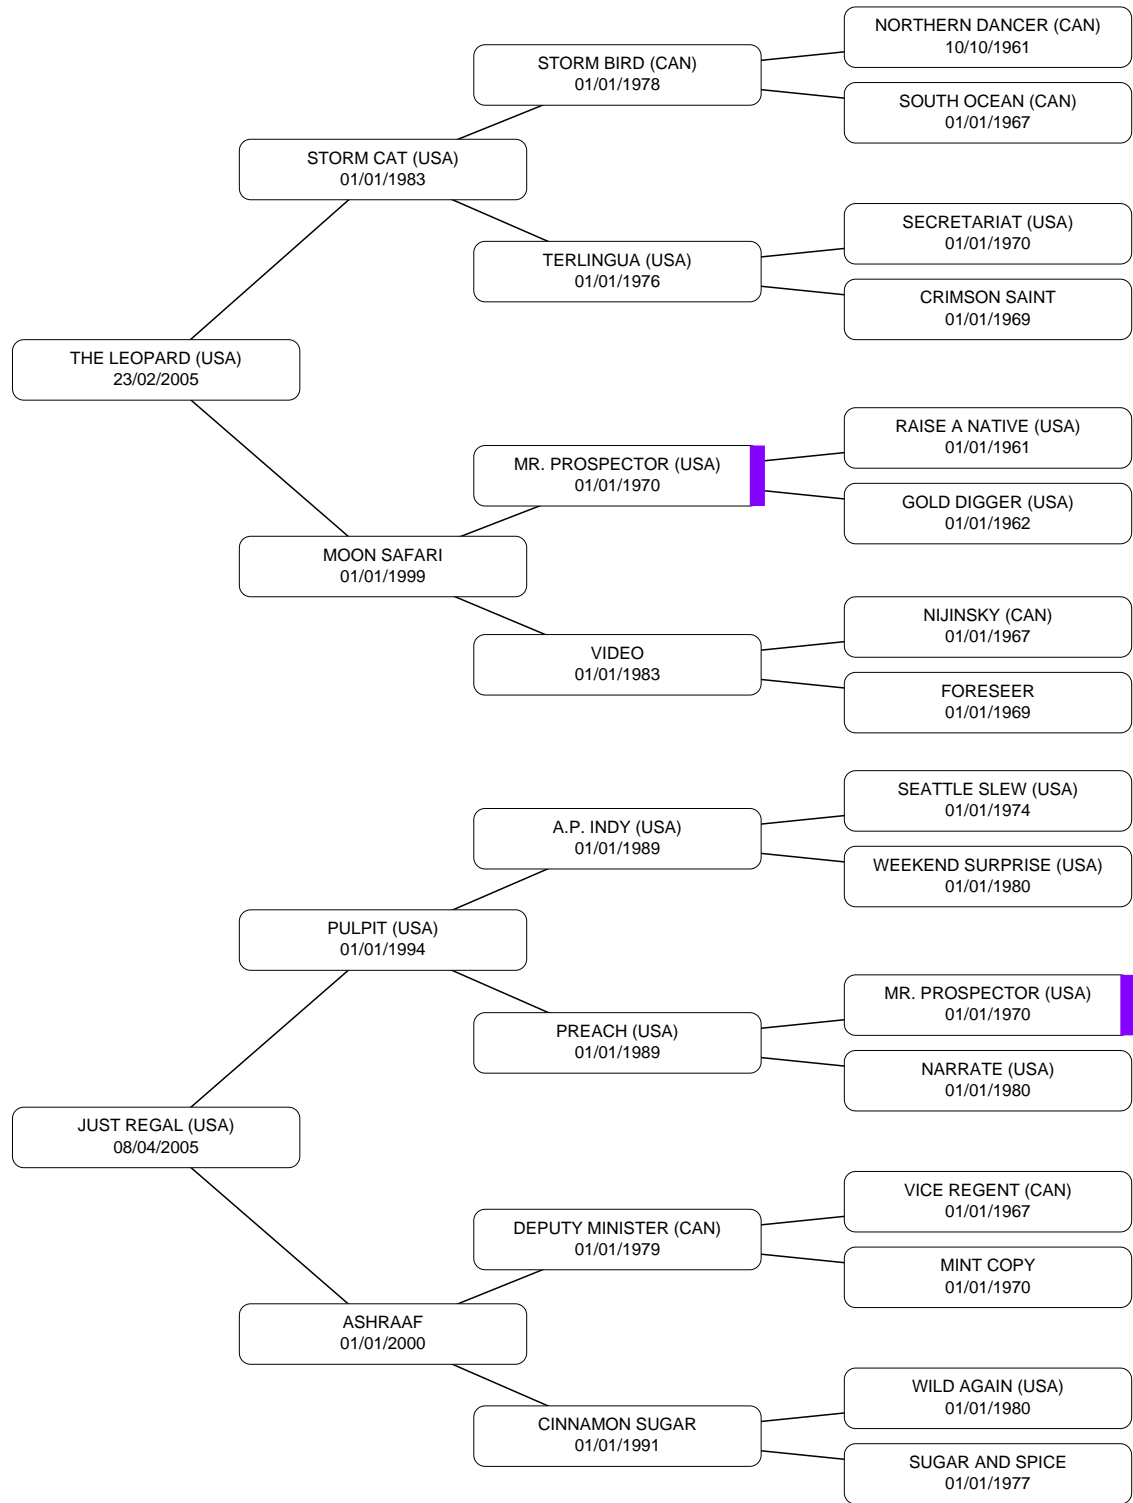 NORTHERN DANCER (CAN)
10/10/1961
STORM BIRD (CAN)
01/01/1978
SOUTH OCEAN (CAN)
01/01/1967
STORM CAT (USA)
01/01/1983
SECRETARIAT (USA)
01/01/1970
TERLINGUA (USA)
01/01/1976
CRIMSON SAINT
01/01/1969
THE LEOPARD (USA)
23/02/2005
RAISE A NATIVE (USA)
01/01/1961
MR. PROSPECTOR (USA)
01/01/1970
GOLD DIGGER (USA)
01/01/1962
MOON SAFARI
01/01/1999
NIJINSKY (CAN)
01/01/1967
VIDEO
01/01/1983
FORESEER
01/01/1969
SEATTLE SLEW (USA)
01/01/1974
A.P. INDY (USA)
01/01/1989
WEEKEND SURPRISE (USA)
01/01/1980
PULPIT (USA)
01/01/1994
MR. PROSPECTOR (USA)
01/01/1970
PREACH (USA)
01/01/1989
NARRATE (USA)
01/01/1980
JUST REGAL (USA)
08/04/2005
VICE REGENT (CAN)
01/01/1967
DEPUTY MINISTER (CAN)
01/01/1979
MINT COPY
01/01/1970
ASHRAAF
01/01/2000
WILD AGAIN (USA)
01/01/1980
CINNAMON SUGAR
01/01/1991
SUGAR AND SPICE
01/01/1977